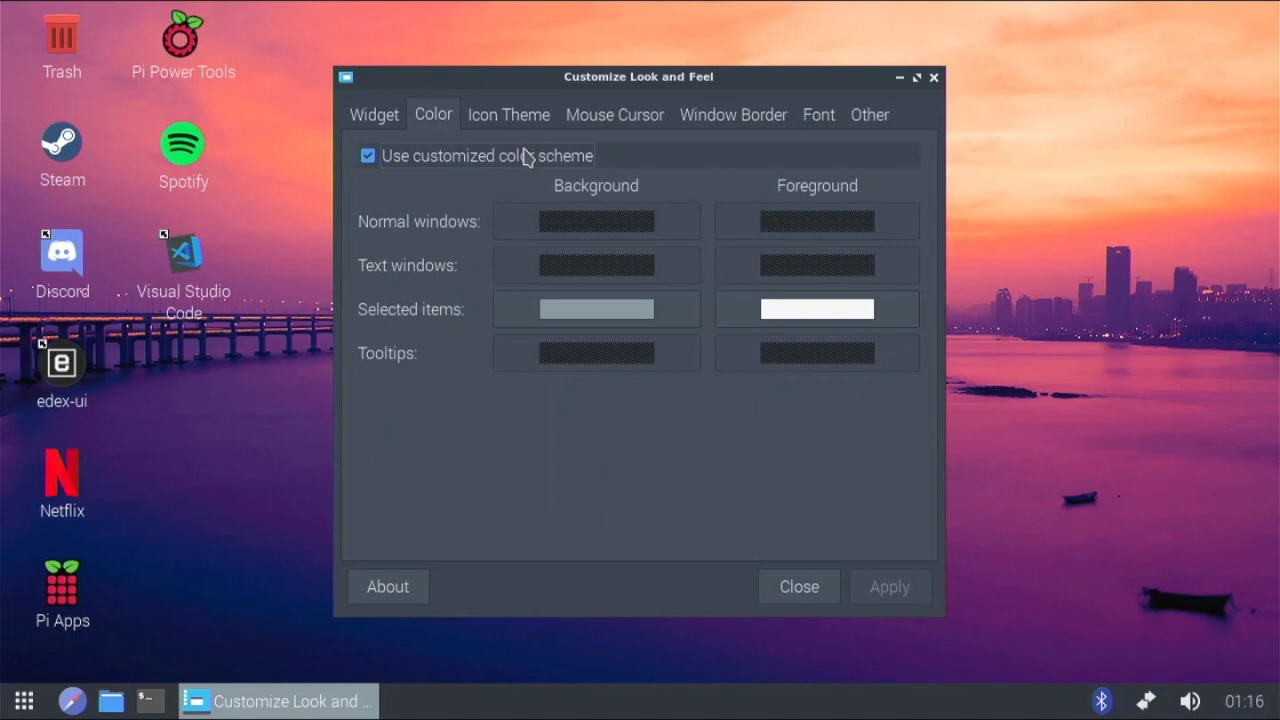 Trash
Pi Power Tools
Steam
Spotify
Discord
Visual Studio
Code
edex-ui
Netflix
Pi Apps
Customize Look and Feel
Widget
Color
Icon Theme
Mouse Cursor
Window Border
Font
Other
Use customized color scheme
Background
Foreground
Normal windows:
Text windows:
Selected items:
Tooltips:
About
Close
Apply
$-
Customize Look and ...
01:16